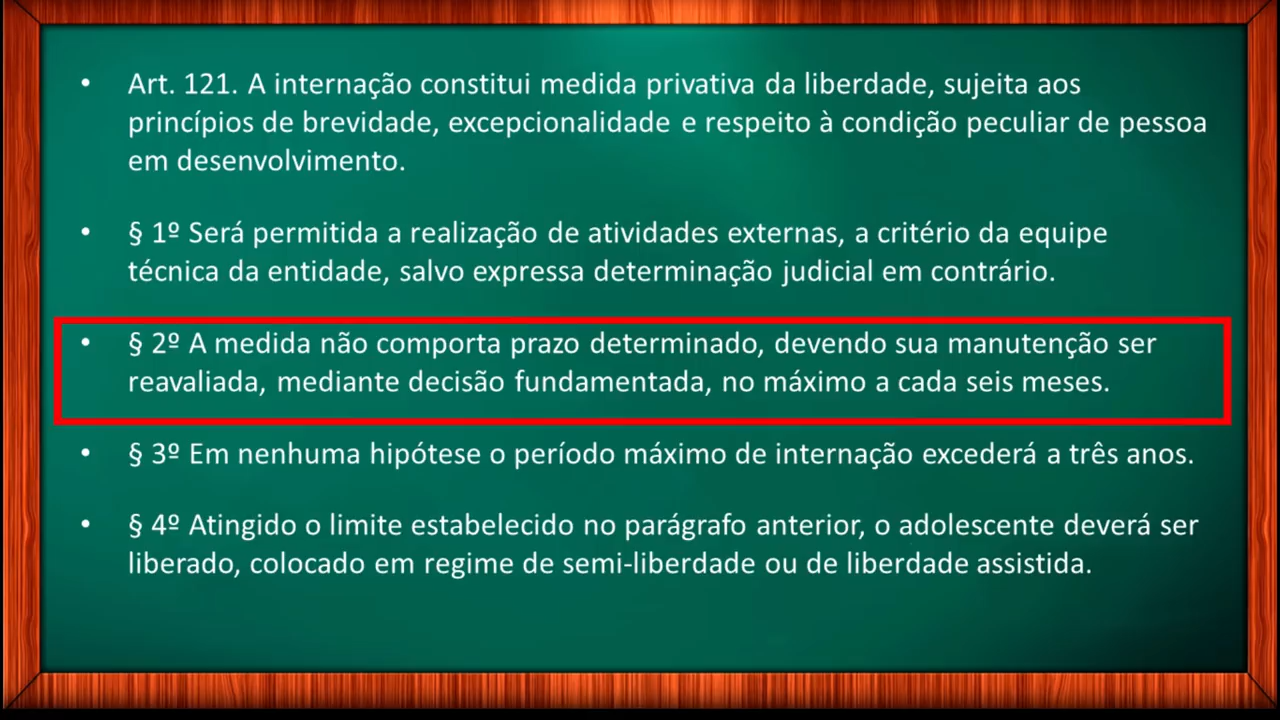 • Art. 121. A internação constitui medida privativa da liberdade, sujeita aos
princípios de brevidade, excepcionalidade e respeito à condição peculiar de pessoa
em desenvolvimento.
• § 1º Será permitida a realização de atividades externas, a critério da equipe
técnica da entidade, salvo expressa determinação judicial em contrário.
• § 2º A medida não comporta prazo determinado, devendo sua manutenção ser
reavaliada, mediante decisão fundamentada, no máximo a cada seis meses.
• § 3º Em nenhuma hipótese o período máximo de internação excederá a três anos.
• § 4º Atingido o limite estabelecido no parágrafo anterior, o adolescente deverá ser
liberado, colocado em regime de semi-liberdade ou de liberdade assistida.